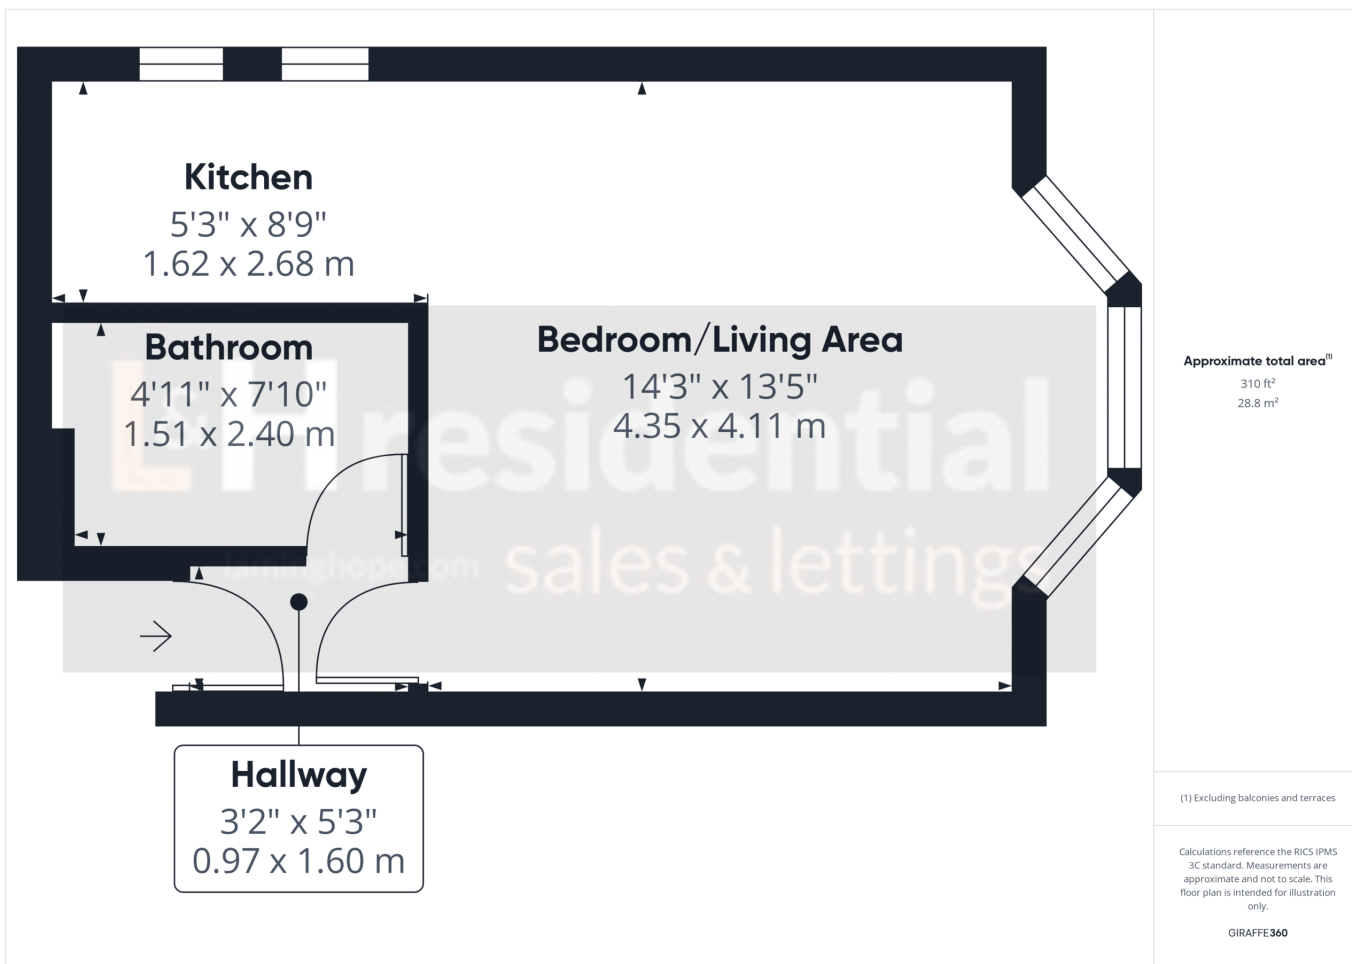 Kitchen
5'3" x 8'9"
1.62 x 2.68 m
Bathroom
4'11" x 7'10"
1.51 x 2.40 m
Bedroom/Living Area
14'3" x 13'5"
4.35 x 4.11 m
L&H residential
sales & lettings
Hallway
3'2" x 5'3"
0.97 x 1.60 m
Approximate total area(1)
310 ft²
28.8 m²
(1) Excluding balconies and terraces
Calculations reference the RICS IPMS
3C standard. Measurements are
approximate and not to scale. This
floor plan is intended for illustration
only.
GIRAFFE360